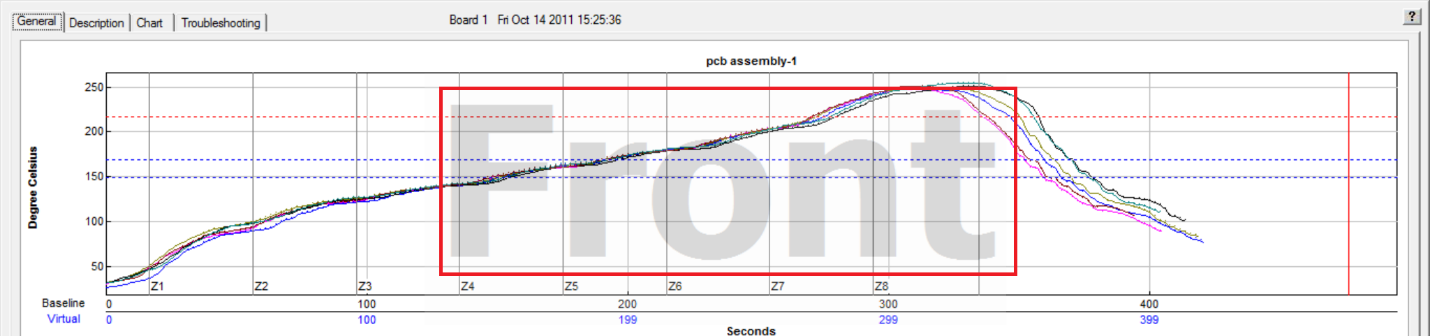 General Description Chart Troubleshooting Board 1 Fri Oct 14 2011 15:25:36 ?
pcb assembly-1
Degree Celsius
250
200
150
100
50
Front
Z1 Z2 Z3 Z4 Z5 Z6 Z7 Z8
Baseline 0 100 200 300 400
Virtual 0 100 199 299 399
Seconds